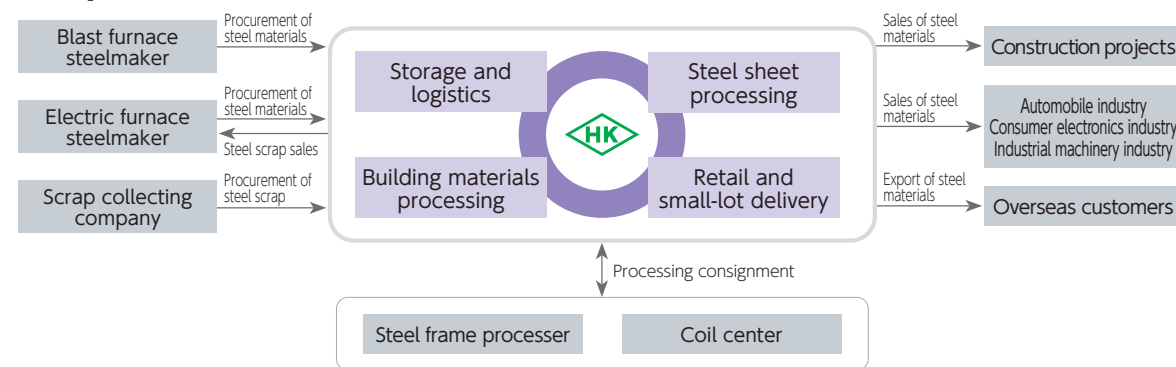 Blast furnace
steelmaker
Procurement of
steel materials
Electric furnace
steelmaker
Procurement of
steel materials
Steel scrap sales
Scrap collecting
company
Procurement of
steel scrap
Storage and
logistics
Steel sheet
processing
HK
Building materials
processing
Retail and
small-lot delivery
Sales of steel
materials
Construction projects
Sales of steel
materials
Automobile industry
Consumer electronics industry
Industrial machinery industry
Export of steel
materials
Overseas customers
Processing consignment
Steel frame processer
Coil center